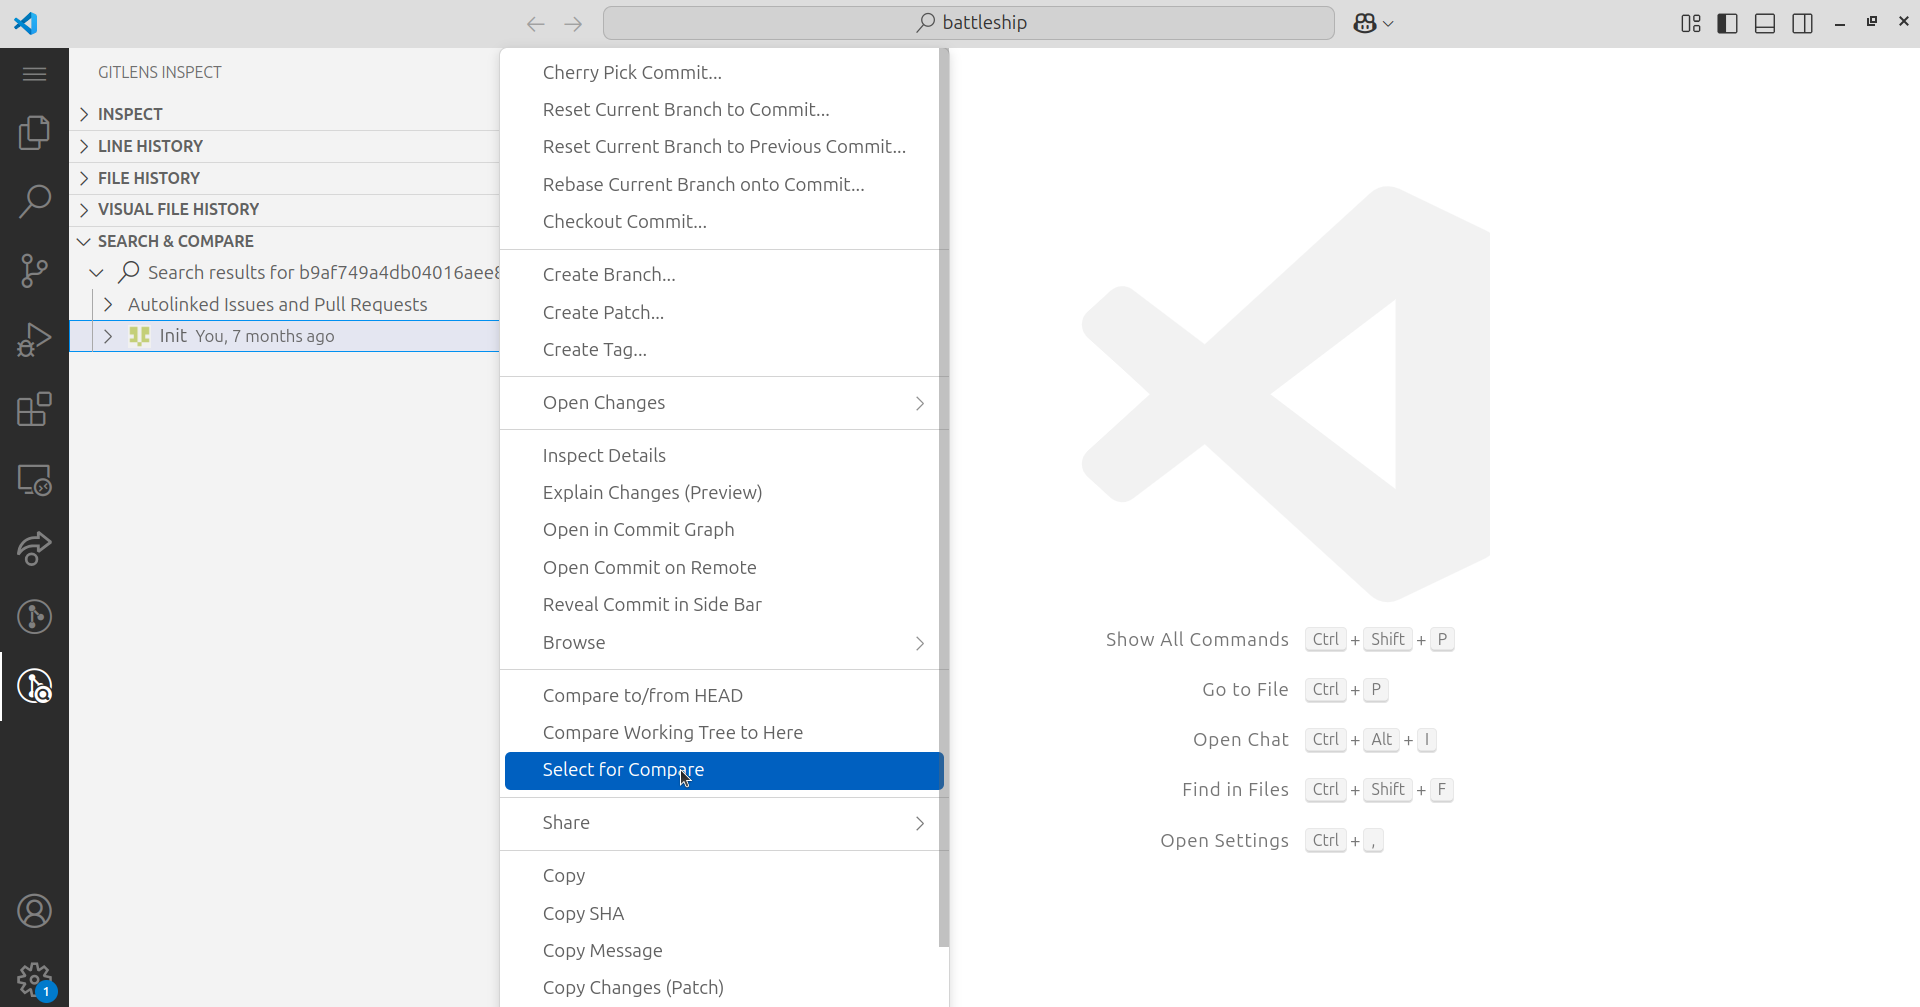 battleship
GITLENS INSPECT
INSPECT
LINE HISTORY
FILE HISTORY
VISUAL FILE HISTORY
SEARCH & COMPARE
Search results for b9af749a4db04016aee
Autolinked Issues and Pull Requests
Init You, 7 months ago
1
Cherry Pick Commit...
Reset Current Branch to Commit...
Reset Current Branch to Previous Commit...
Rebase Current Branch onto Commit...
Checkout Commit...
Create Branch...
Create Patch...
Create Tag...
Open Changes
Inspect Details
Explain Changes (Preview)
Open in Commit Graph
Open Commit on Remote
Reveal Commit in Side Bar
Browse
Compare to/from HEAD
Compare Working Tree to Here
Select for Compare
Share
Copy
Copy SHA
Copy Message
Copy Changes (Patch)
Show All Commands Ctrl + Shift + P
Go to File Ctrl + P
Open Chat Ctrl + Alt + I
Find in Files Ctrl + Shift + F
Open Settings Ctrl + ,